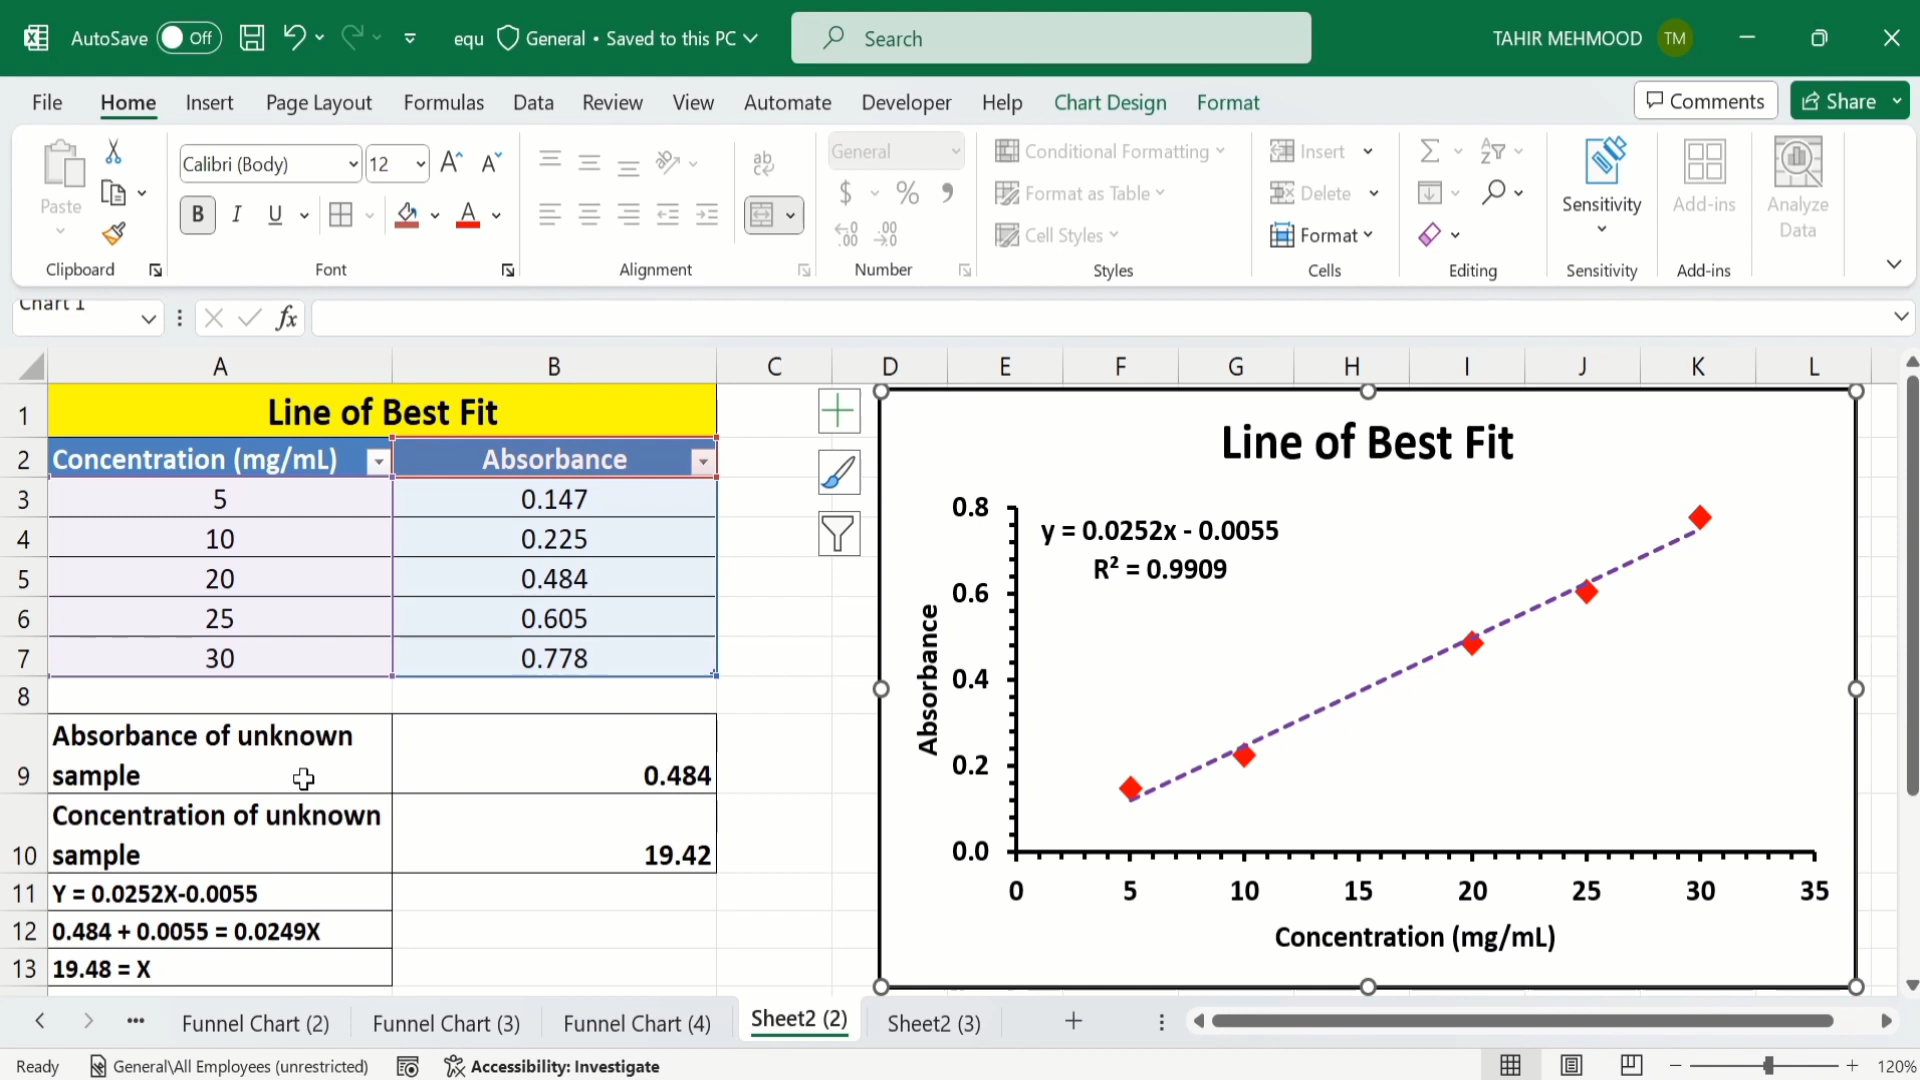 AutoSave Off equ General • Saved to this PC Search TAHIR MEHMOOD TM
File Home Insert Page Layout Formulas Data Review View Automate Developer Help Chart Design Format Comments Share
Paste Calibri (Body) 12 A A ab c General Conditional Formatting Insert Σ A Z Sensitivity Add-ins Analyze Data
B I U A $ % , Format as Table Delete
.00 .00 Cell Styles Format
Clipboard Font Alignment Number Styles Cells Editing Sensitivity Add-ins
Chart 1 fx
A B C D E F G H I J K L
1 Line of Best Fit
2 Concentration (mg/mL) Absorbance
3 5 0.147
4 10 0.225
5 20 0.484
6 25 0.605
7 30 0.778
8
Absorbance of unknown
9 sample 0.484
Concentration of unknown
10 sample 19.42
11 Y = 0.0252X-0.0055
12 0.484 + 0.0055 = 0.0249X
13 19.48 = X
Line of Best Fit
y = 0.0252x - 0.0055
R² = 0.9909
0.8
0.6
0.4
0.2
0.0
Absorbance
0 5 10 15 20 25 30 35
Concentration (mg/mL)
Funnel Chart (2) Funnel Chart (3) Funnel Chart (4) Sheet2 (2) Sheet2 (3)
Ready General\All Employees (unrestricted) Accessibility: Investigate 120%